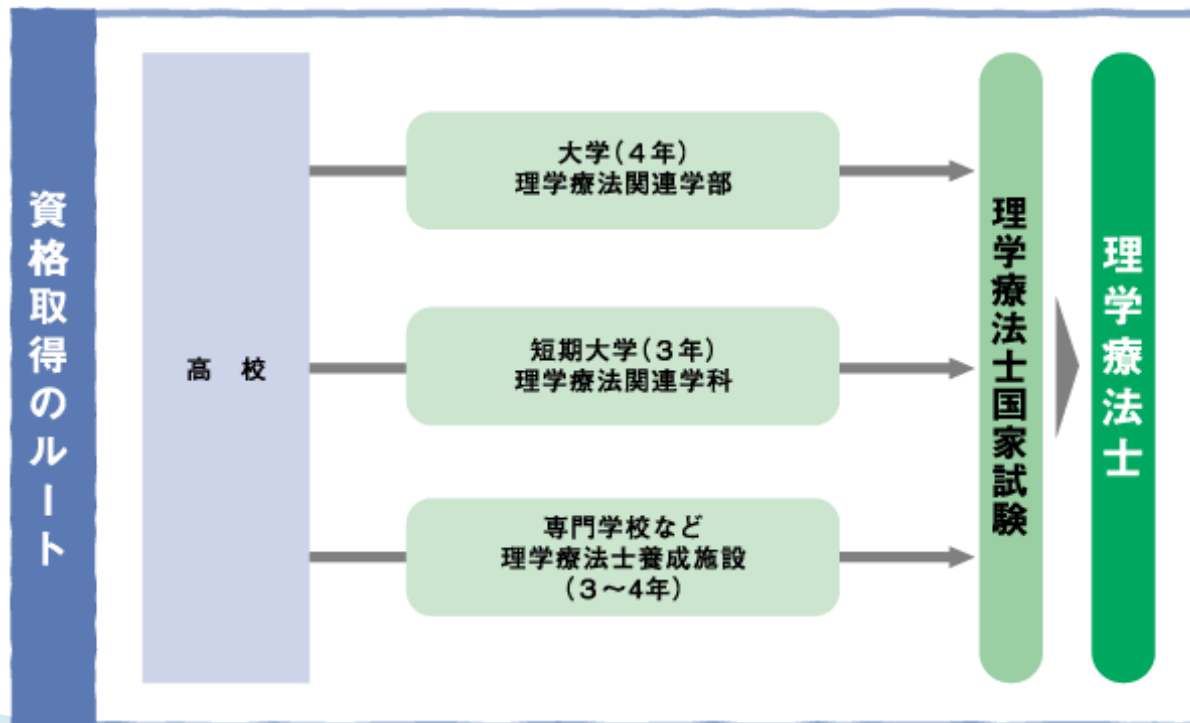 資格取得のルート
高 校
大学(４年)
理学療法関連学部
短期大学(３年)
理学療法関連学科
専門学校など
理学療法士養成施設
(３～4年)
理学療法士国家試験
理学療法士